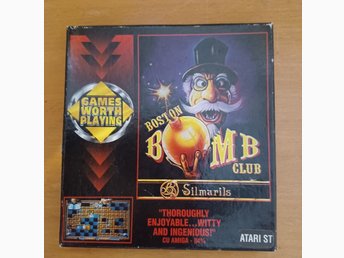 GAMES
WORTH
PLAYING
BOSTON
BOMB
CLUB
Silmarils
"THOROUGHLY
ENJOYABLE...WITTY
AND INGENIOUS!"
CU AMIGA - 94%
ATARI ST